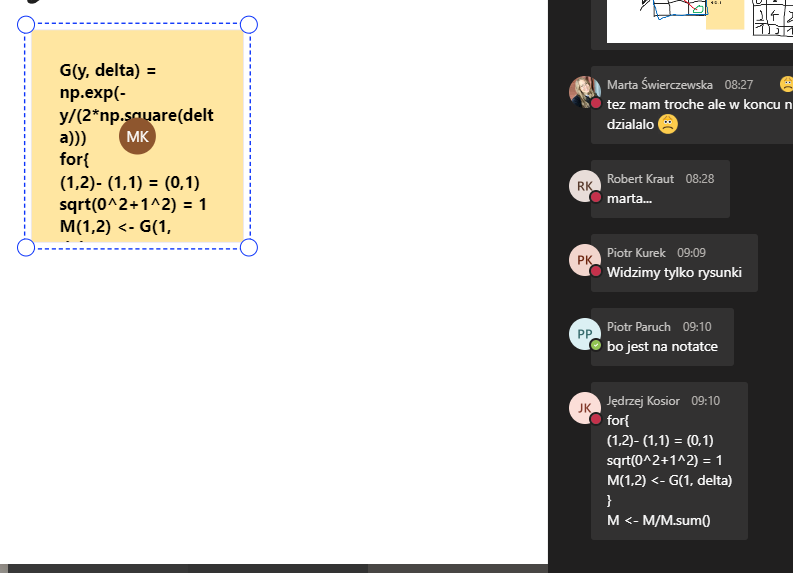 G(y, delta) =
np.exp(-
y/(2*np.square(delt
a)))
for{
(1,2)- (1,1) = (0,1)
sqrt(0^2+1^2) = 1
M(1,2) <- G(1,
MK
Marta Świerczewska 08:27
tez mam troche ale w koncu n
dzialalo
RK
Robert Kraut 08:28
marta...
PK
Piotr Kurek 09:09
Widzimy tylko rysunki
PP
Piotr Paruch 09:10
bo jest na notatce
JK
Jędrzej Kosior 09:10
for{
(1,2)- (1,1) = (0,1)
sqrt(0^2+1^2) = 1
M(1,2) <- G(1, delta)
}
M <- M/M.sum()